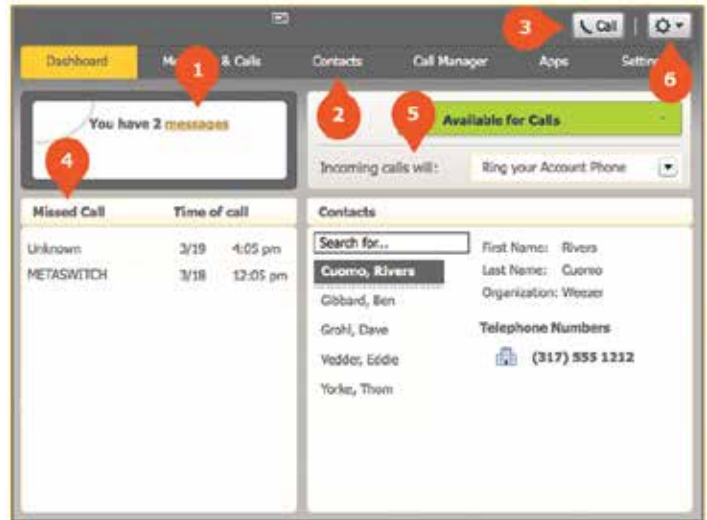 3
Call
Dashboard
1
& Calls
Contacts
Call Manager
Apps
6
You have 2 messages
2
5
Available for Calls
4
Incoming calls will:
Ring your Account Phone
Missed Call
Time of call
Contacts
Unknown
3/19
4:05 pm
METASWITCH
3/18
12:05 pm
Search for...
Cuomo, Rivers
Gibbard, Ben
Grohl, Dave
Vedder, Eddie
Yorke, Thom
First Name: Rivers
Last Name: Cuomo
Organization: Weezer
Telephone Numbers
(317) 555 1212